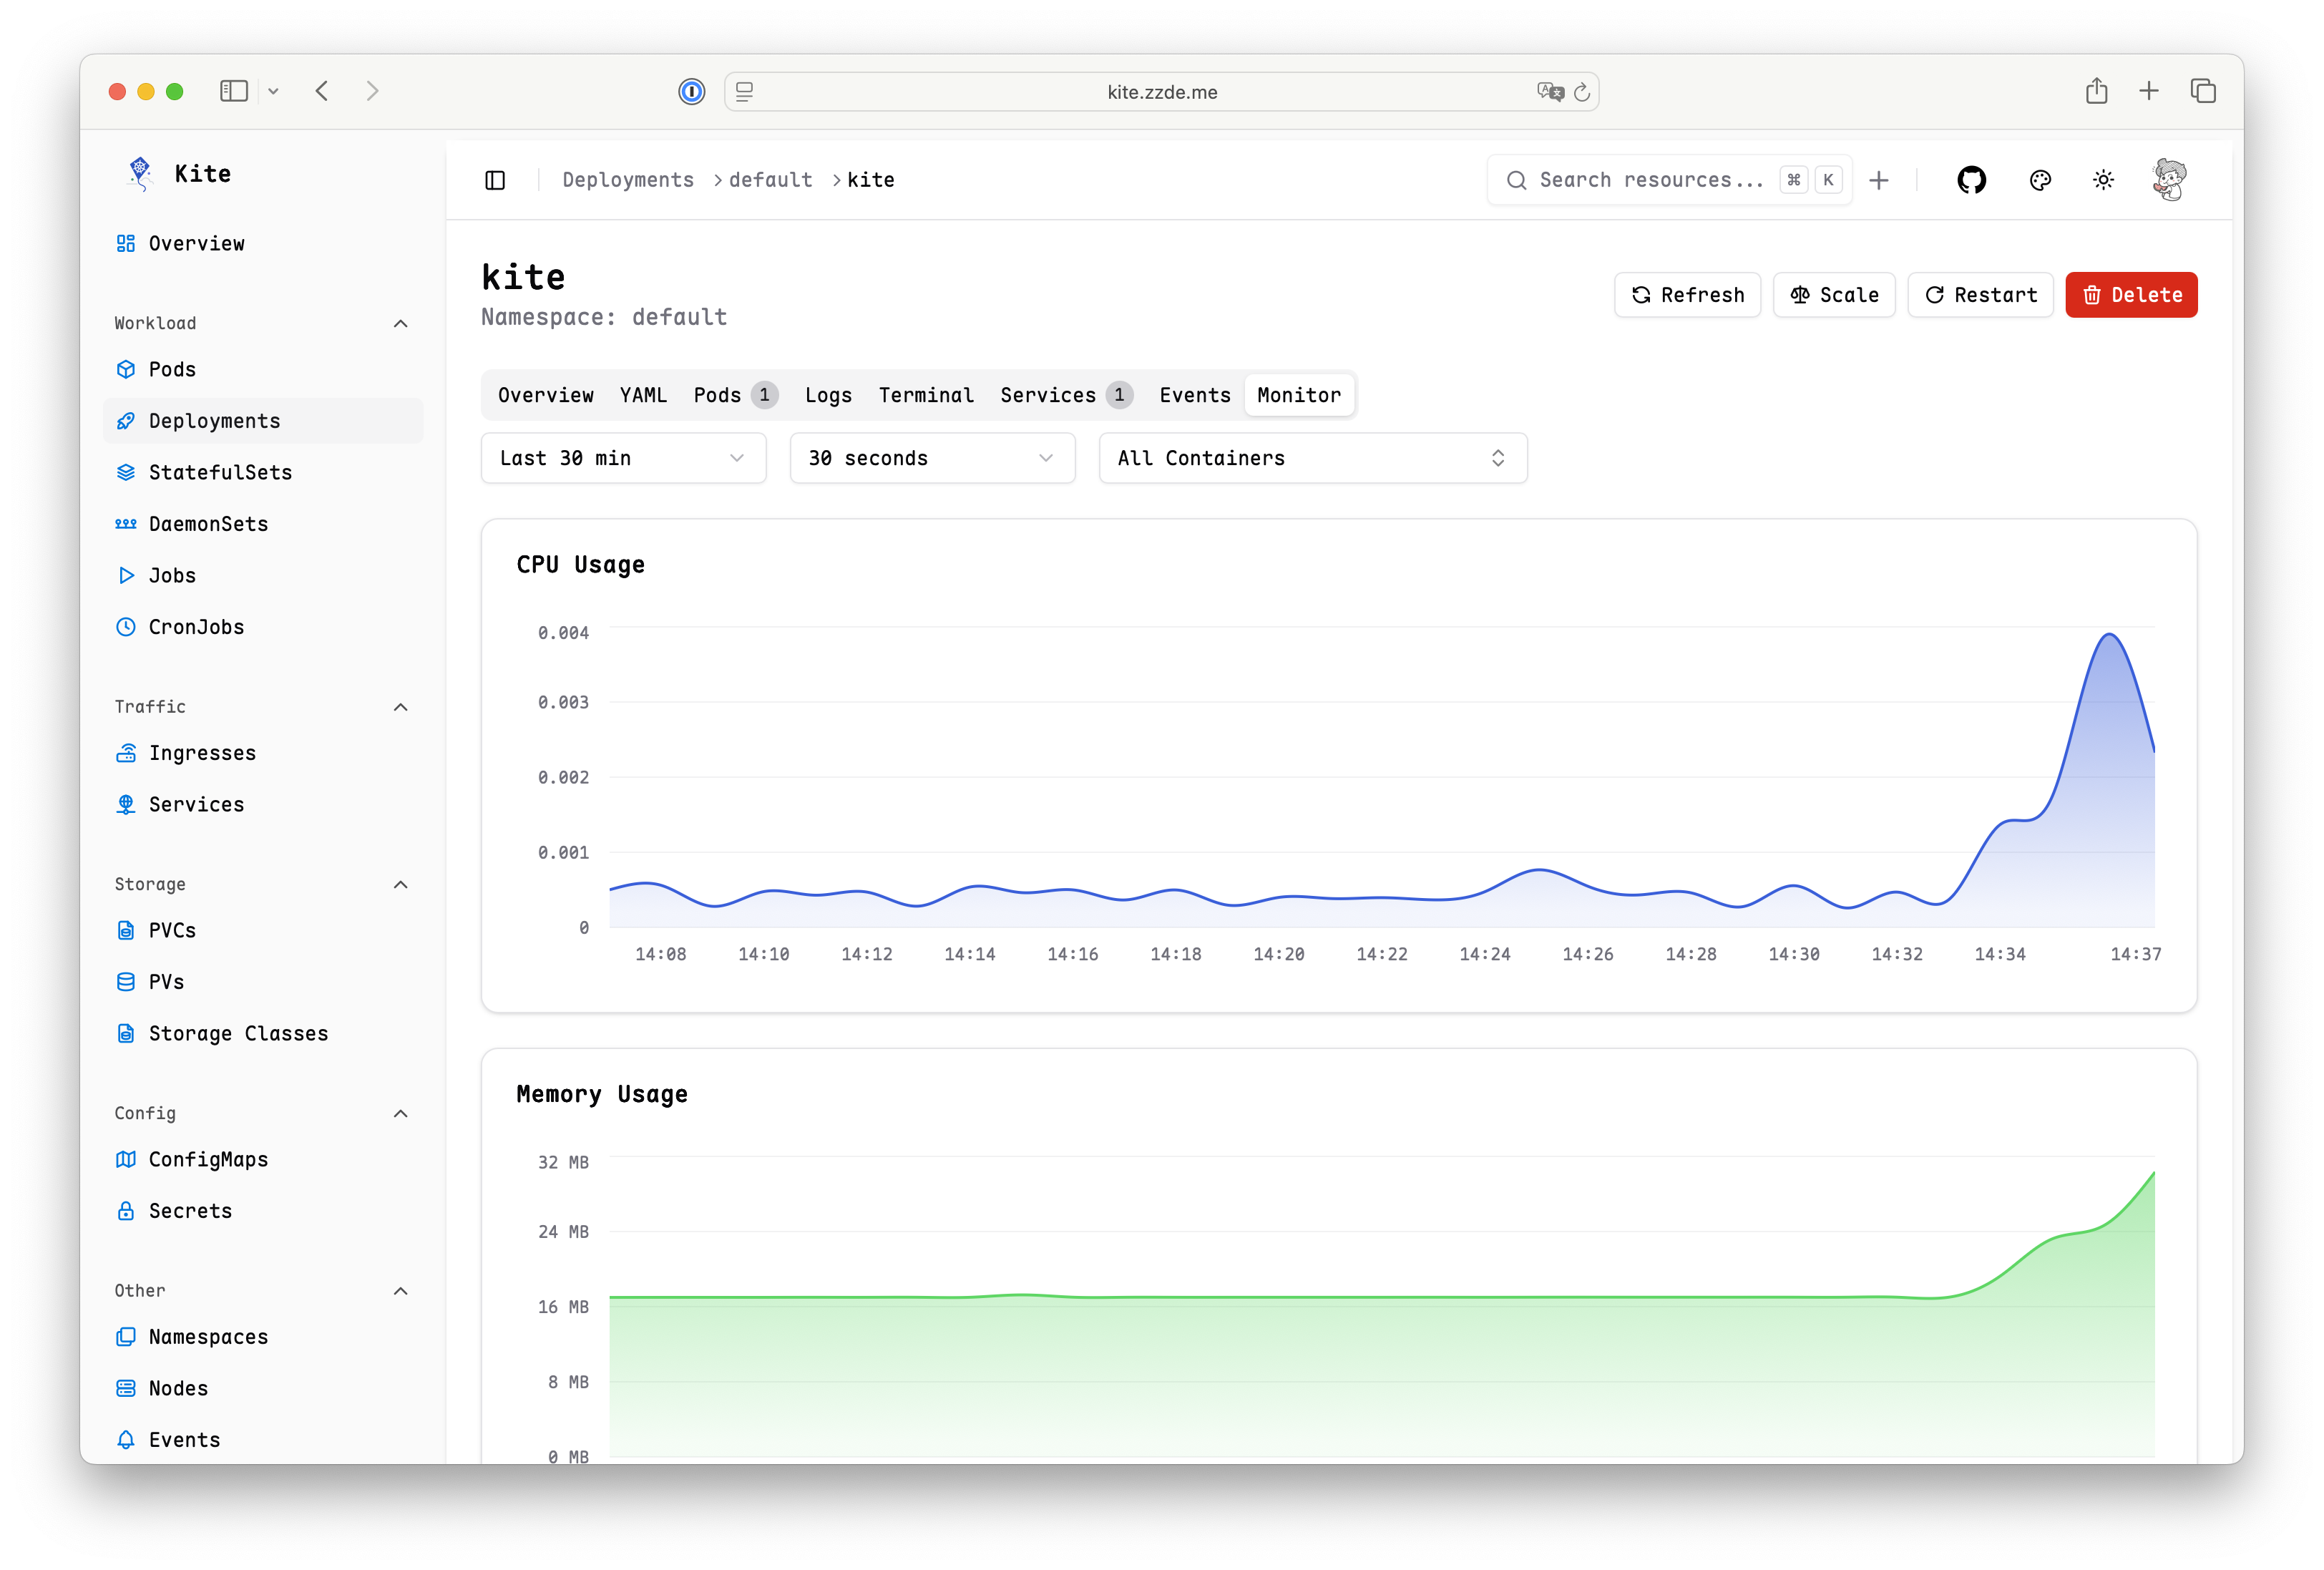 kite.zzde.me
Kite
Overview
Workload
Pods
Deployments
StatefulSets
DaemonSets
Jobs
CronJobs
Traffic
Ingresses
Services
Storage
PVCs
PVs
Storage Classes
Config
ConfigMaps
Secrets
Other
Namespaces
Nodes
Events
Deployments > default > kite
Search resources... ⌘ K
kite
Namespace: default
Refresh Scale Restart Delete
Overview YAML Pods 1 Logs Terminal Services 1 Events Monitor
Last 30 min 30 seconds All Containers
CPU Usage
0.004
0.003
0.002
0.001
0
14:08 14:10 14:12 14:14 14:16 14:18 14:20 14:22 14:24 14:26 14:28 14:30 14:32 14:34 14:37
Memory Usage
32 MB
24 MB
16 MB
8 MB
0 MB